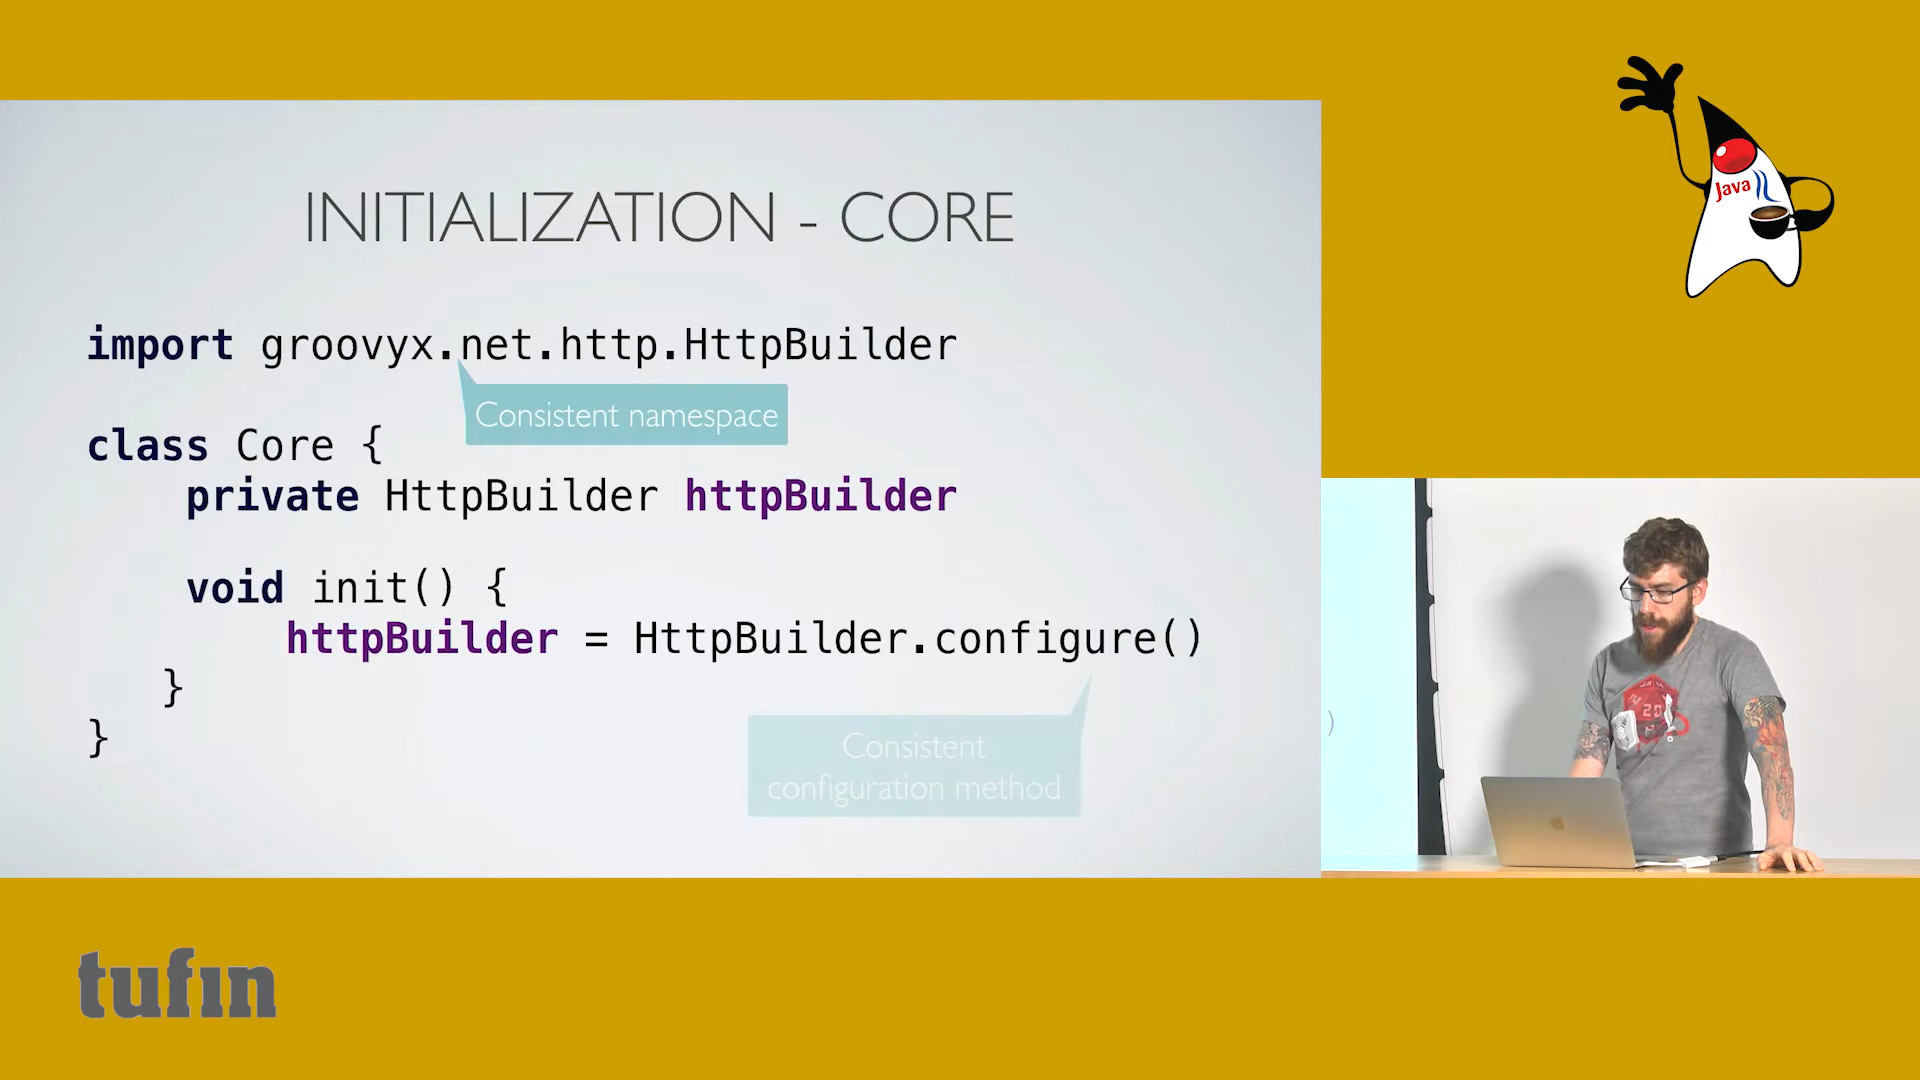 INITIALIZATION - CORE
import groovyx.net.http.HttpBuilder
Consistent namespace
class Core {
private HttpBuilder httpBuilder
void init() {
httpBuilder = HttpBuilder.configure()
}
}
Consistent
configuration method
Java
)
20
tufin